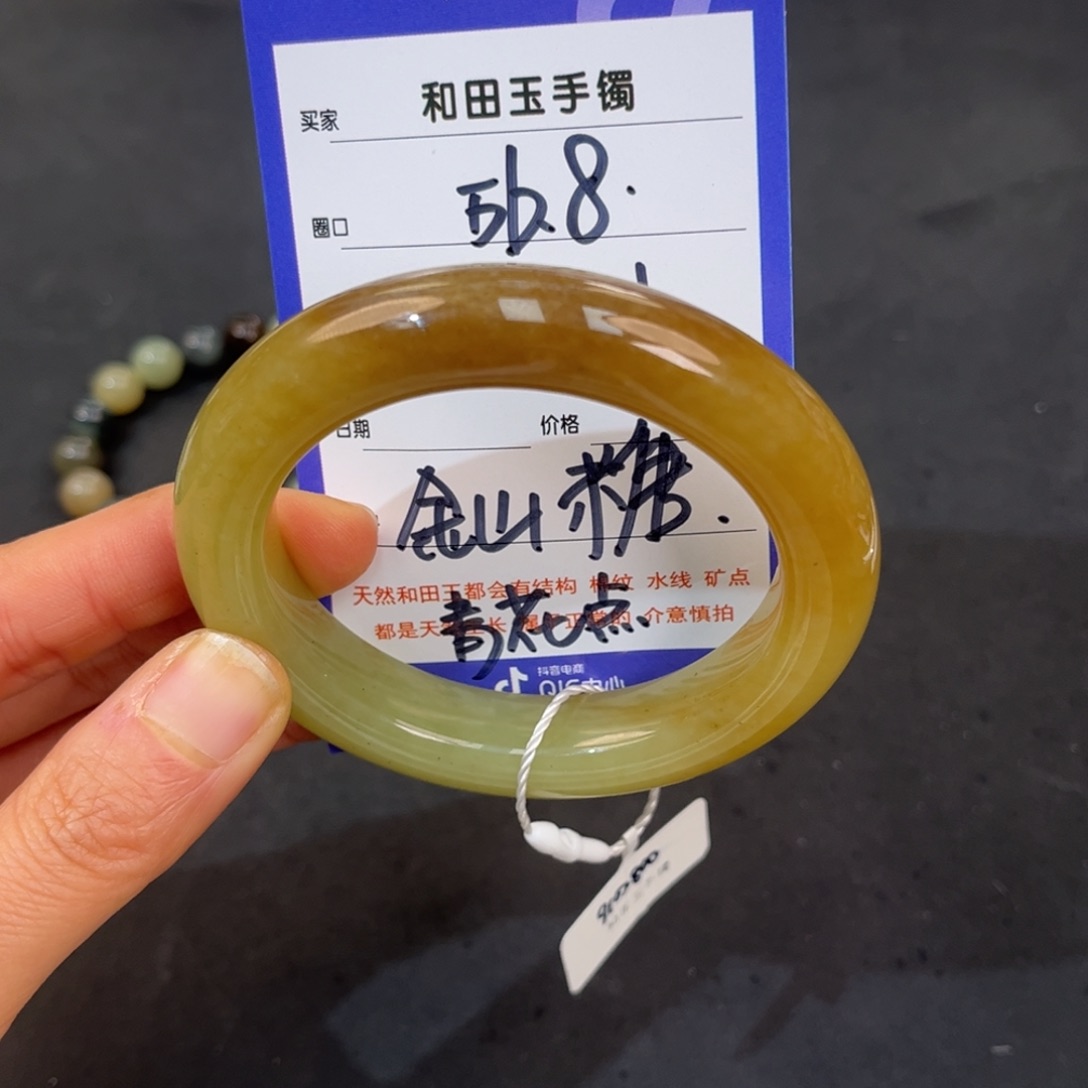 和田玉手镯
买家
56.8.
圈口
日期 价格
金山糖.
天然和田玉都会有结构 棉纹 水线 矿点
青花点.
都是天 介意慎拍
抖音电商